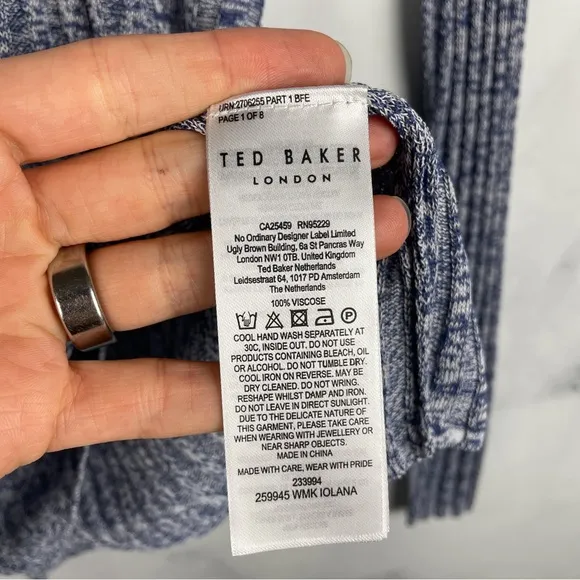 URN:2706255 PART 1 BFE
PAGE 1 OF 8
TED BAKER
LONDON
CA25459 RN95229
No Ordinary Designer Label Limited
Ugly Brown Building, 6a St Pancras Way
London NW1 0TB. United Kingdom
Ted Baker Netherlands
Leidsestraat 64, 1017 PD Amsterdam
The Netherlands
100% VISCOSE
COOL HAND WASH SEPARATELY AT
30C, INSIDE OUT. DO NOT USE
PRODUCTS CONTAINING BLEACH, OIL
OR ALCOHOL. DO NOT TUMBLE DRY.
COOL IRON ON REVERSE. MAY BE
DRY CLEANED. DO NOT WRING.
RESHAPE WHILST DAMP AND IRON.
DO NOT LEAVE IN DIRECT SUNLIGHT.
DUE TO THE DELICATE NATURE OF
THIS GARMENT, PLEASE TAKE CARE
WHEN WEARING WITH JEWELLERY OR
NEAR SHARP OBJECTS.
MADE IN CHINA
MADE WITH CARE, WEAR WITH PRIDE
233994
259945 WMK IOLANA